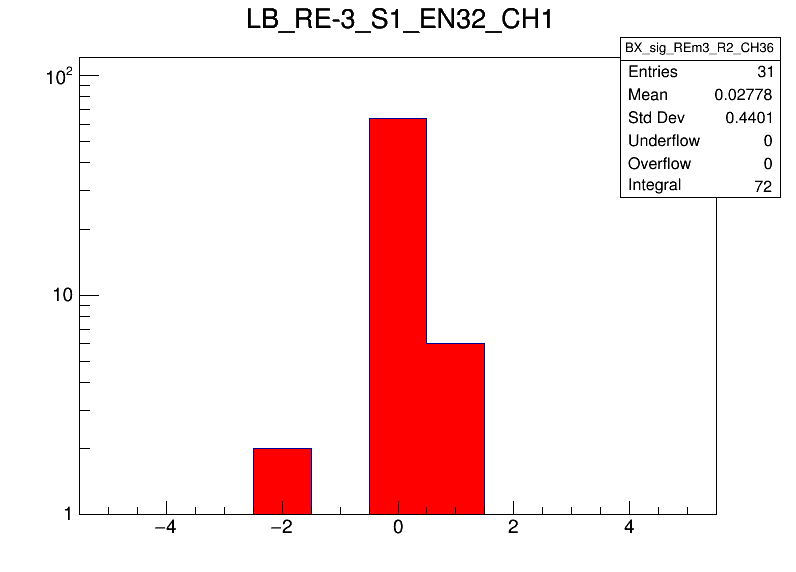 LB_RE-3_S1_EN32_CH1
BX_sig_REm3_R2_CH36
Entries 31
Mean 0.02778
Std Dev 0.4401
Underflow 0
Overflow 0
Integral 72
10²
10
1
−4 −2 0 2 4